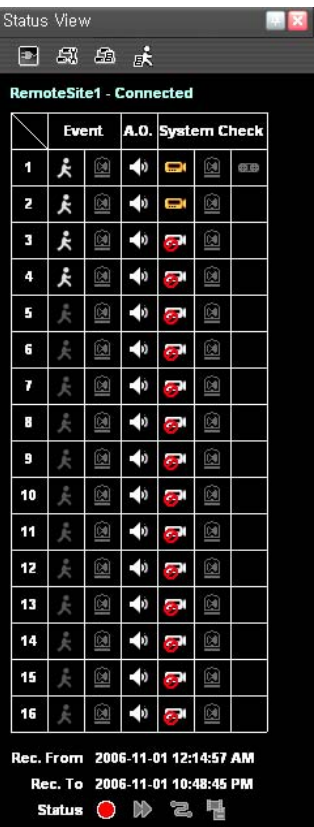 Status View
RemoteSite1 - Connected
Event A.O. System Check
1
2
3
4
5
6
7
8
9
10
11
12
13
14
15
16
Rec. From 2006-11-01 12:14:57 AM
Rec. To 2006-11-01 10:48:45 PM
Status